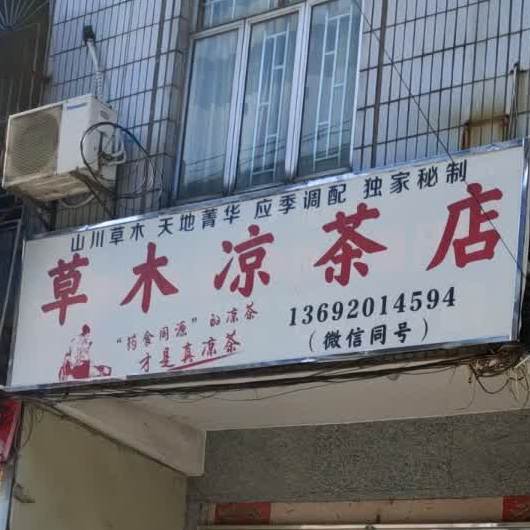 山川草木 天地菁华 应季调配 独家秘制
草木凉茶店
“药食同源”的凉茶
才是真凉茶
13692014594
（微信同号）